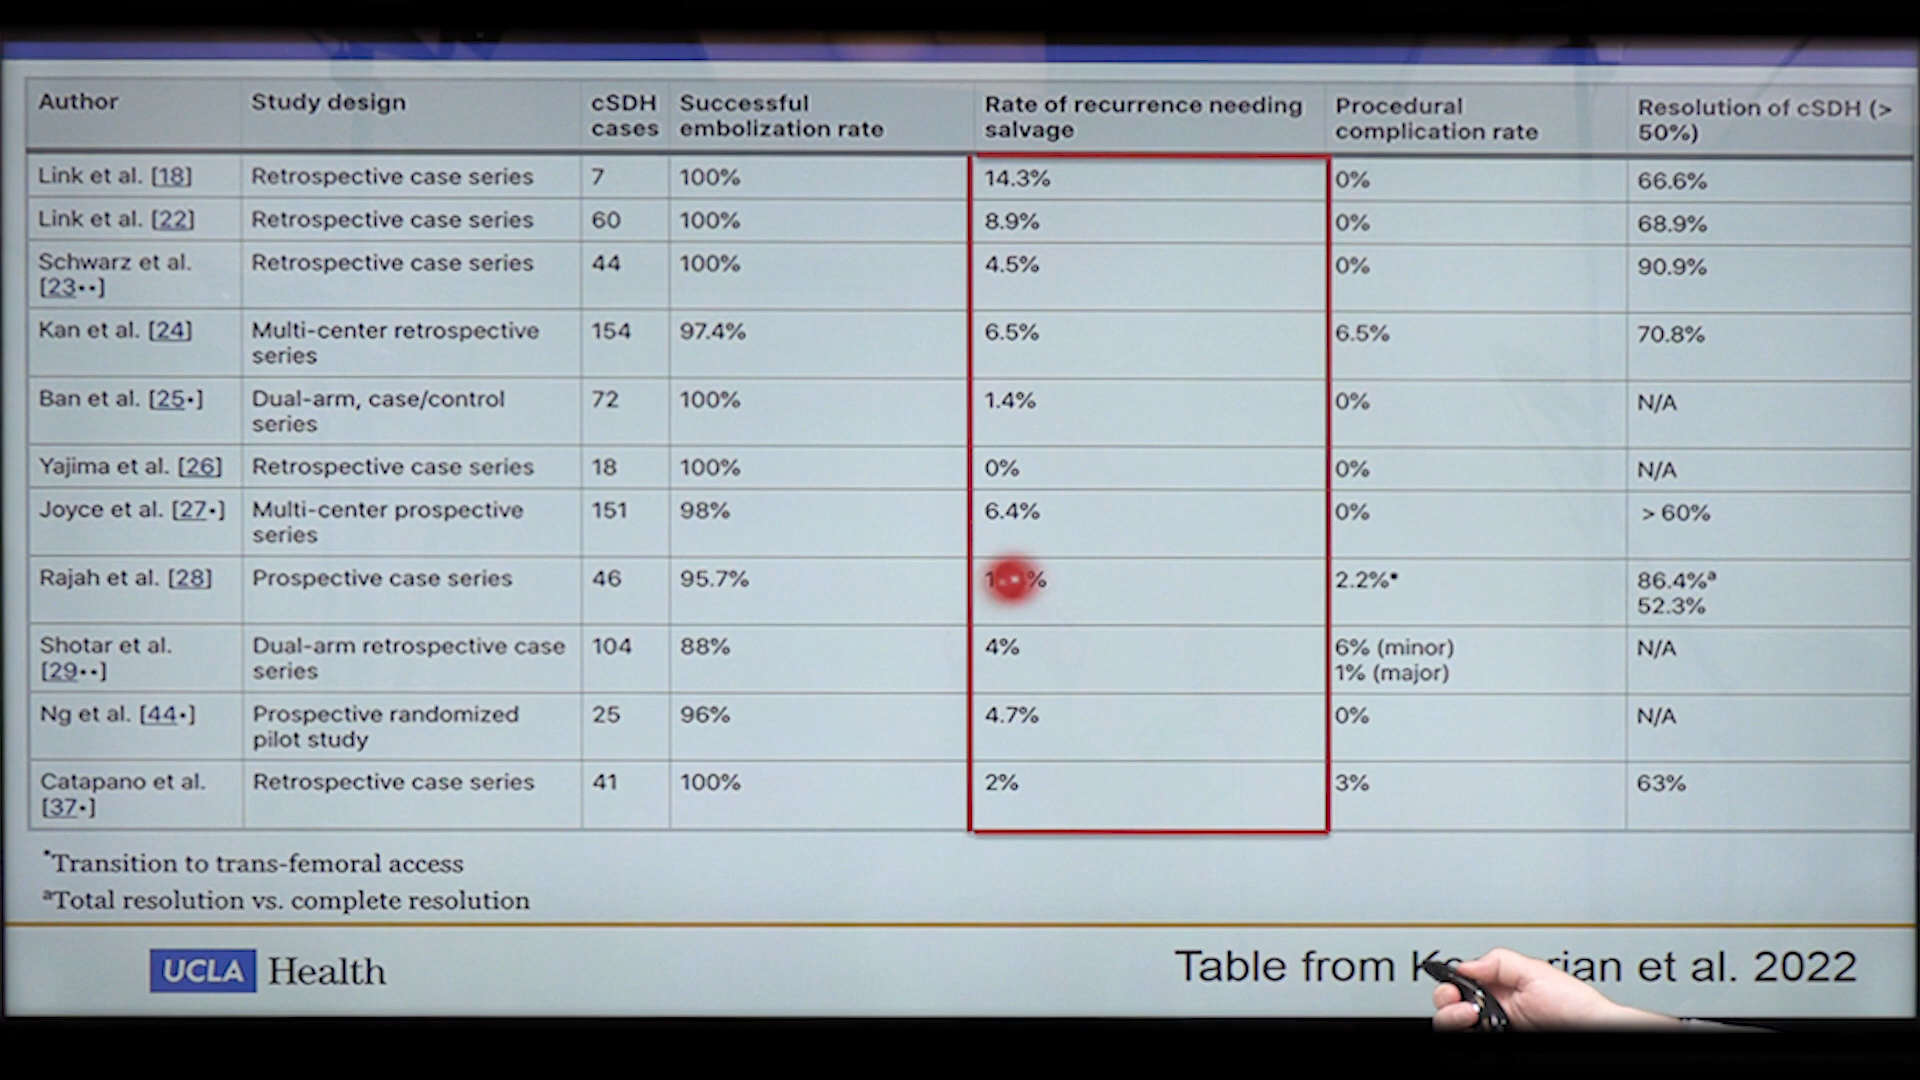 Author Study design cSDH cases Successful embolization rate Rate of recurrence needing salvage Procedural complication rate Resolution of cSDH (> 50%)
Link et al. [18] Retrospective case series 7 100% 14.3% 0% 66.6%
Link et al. [22] Retrospective case series 60 100% 8.9% 0% 68.9%
Schwarz et al. [23••] Retrospective case series 44 100% 4.5% 0% 90.9%
Kan et al. [24] Multi-center retrospective series 154 97.4% 6.5% 6.5% 70.8%
Ban et al. [25•] Dual-arm, case/control series 72 100% 1.4% 0% N/A
Yajima et al. [26] Retrospective case series 18 100% 0% 0% N/A
Joyce et al. [27•] Multi-center prospective series 151 98% 6.4% 0% > 60%
Rajah et al. [28] Prospective case series 46 95.7% 2.2%* 86.4%ª 52.3%
Shotar et al. [29••] Dual-arm retrospective case series 104 88% 4% 6% (minor) 1% (major) N/A
Ng et al. [44•] Prospective randomized pilot study 25 96% 4.7% 0% N/A
Catapano et al. [37•] Retrospective case series 41 100% 2% 3% 63%
*Transition to trans-femoral access
ªTotal resolution vs. complete resolution
UCLA Health
Table from et al. 2022